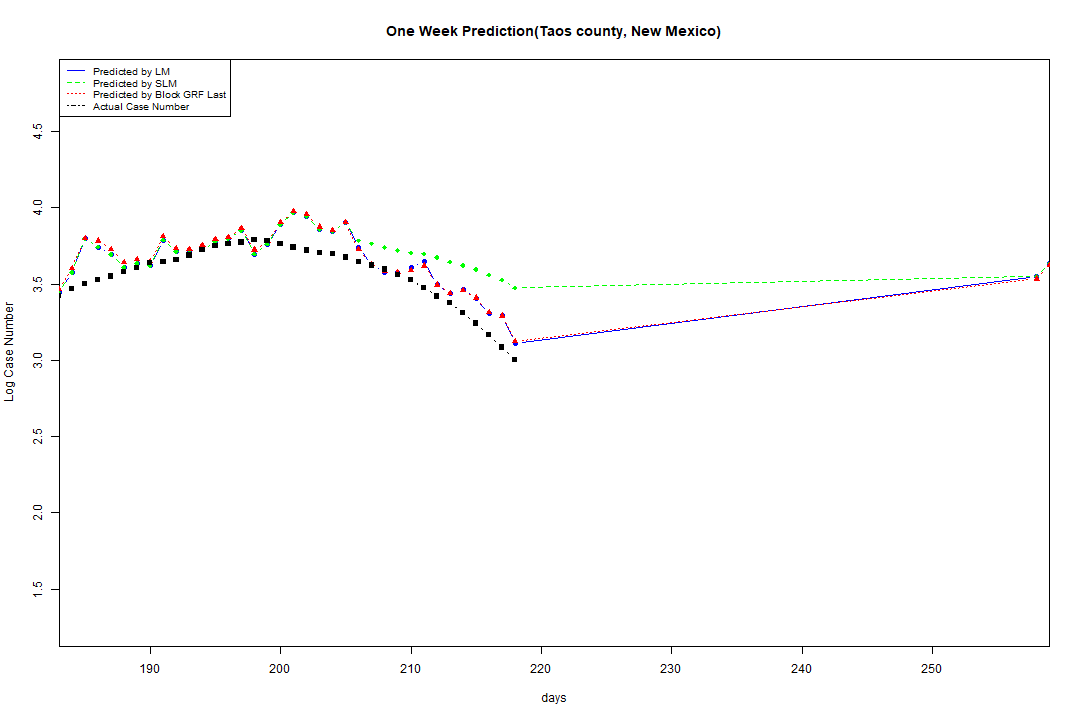 One Week Prediction(Taos county, New Mexico)
Predicted by LM
Predicted by SLM
Predicted by Block GRF Last
Actual Case Number
4.5
4.0
3.5
3.0
2.5
2.0
1.5
Log Case Number
190 200 210 220 230 240 250
days